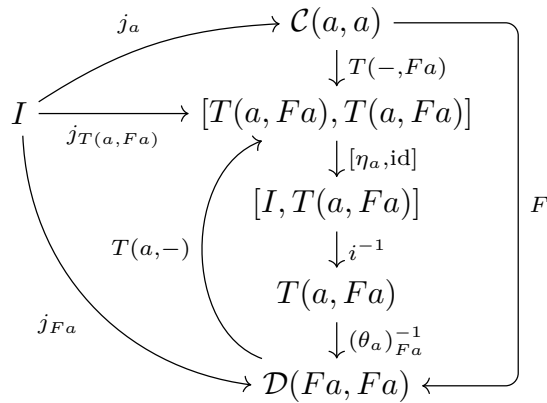 j_a
𝒞(a, a)
T(−,Fa)
I
j_{T(a,Fa)}
[T(a, Fa), T(a, Fa)]
[η_a,id]
[I, T(a, Fa)]
F
T(a,−)
i^{−1}
T(a, Fa)
j_{Fa}
(θ_a)_{Fa}^{−1}
𝒟(Fa, Fa)